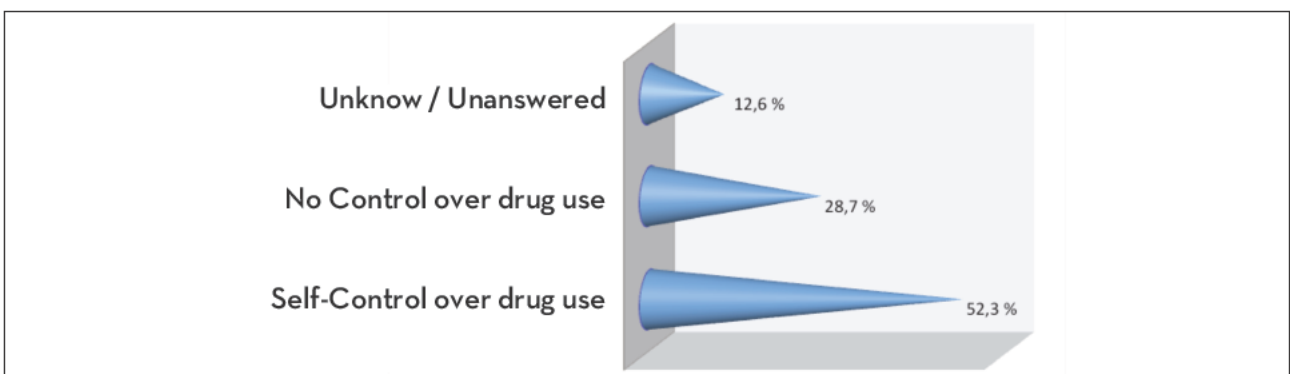 Unknow / Unanswered
12,6 %
No Control over drug use
28,7 %
Self-Control over drug use
52,3 %